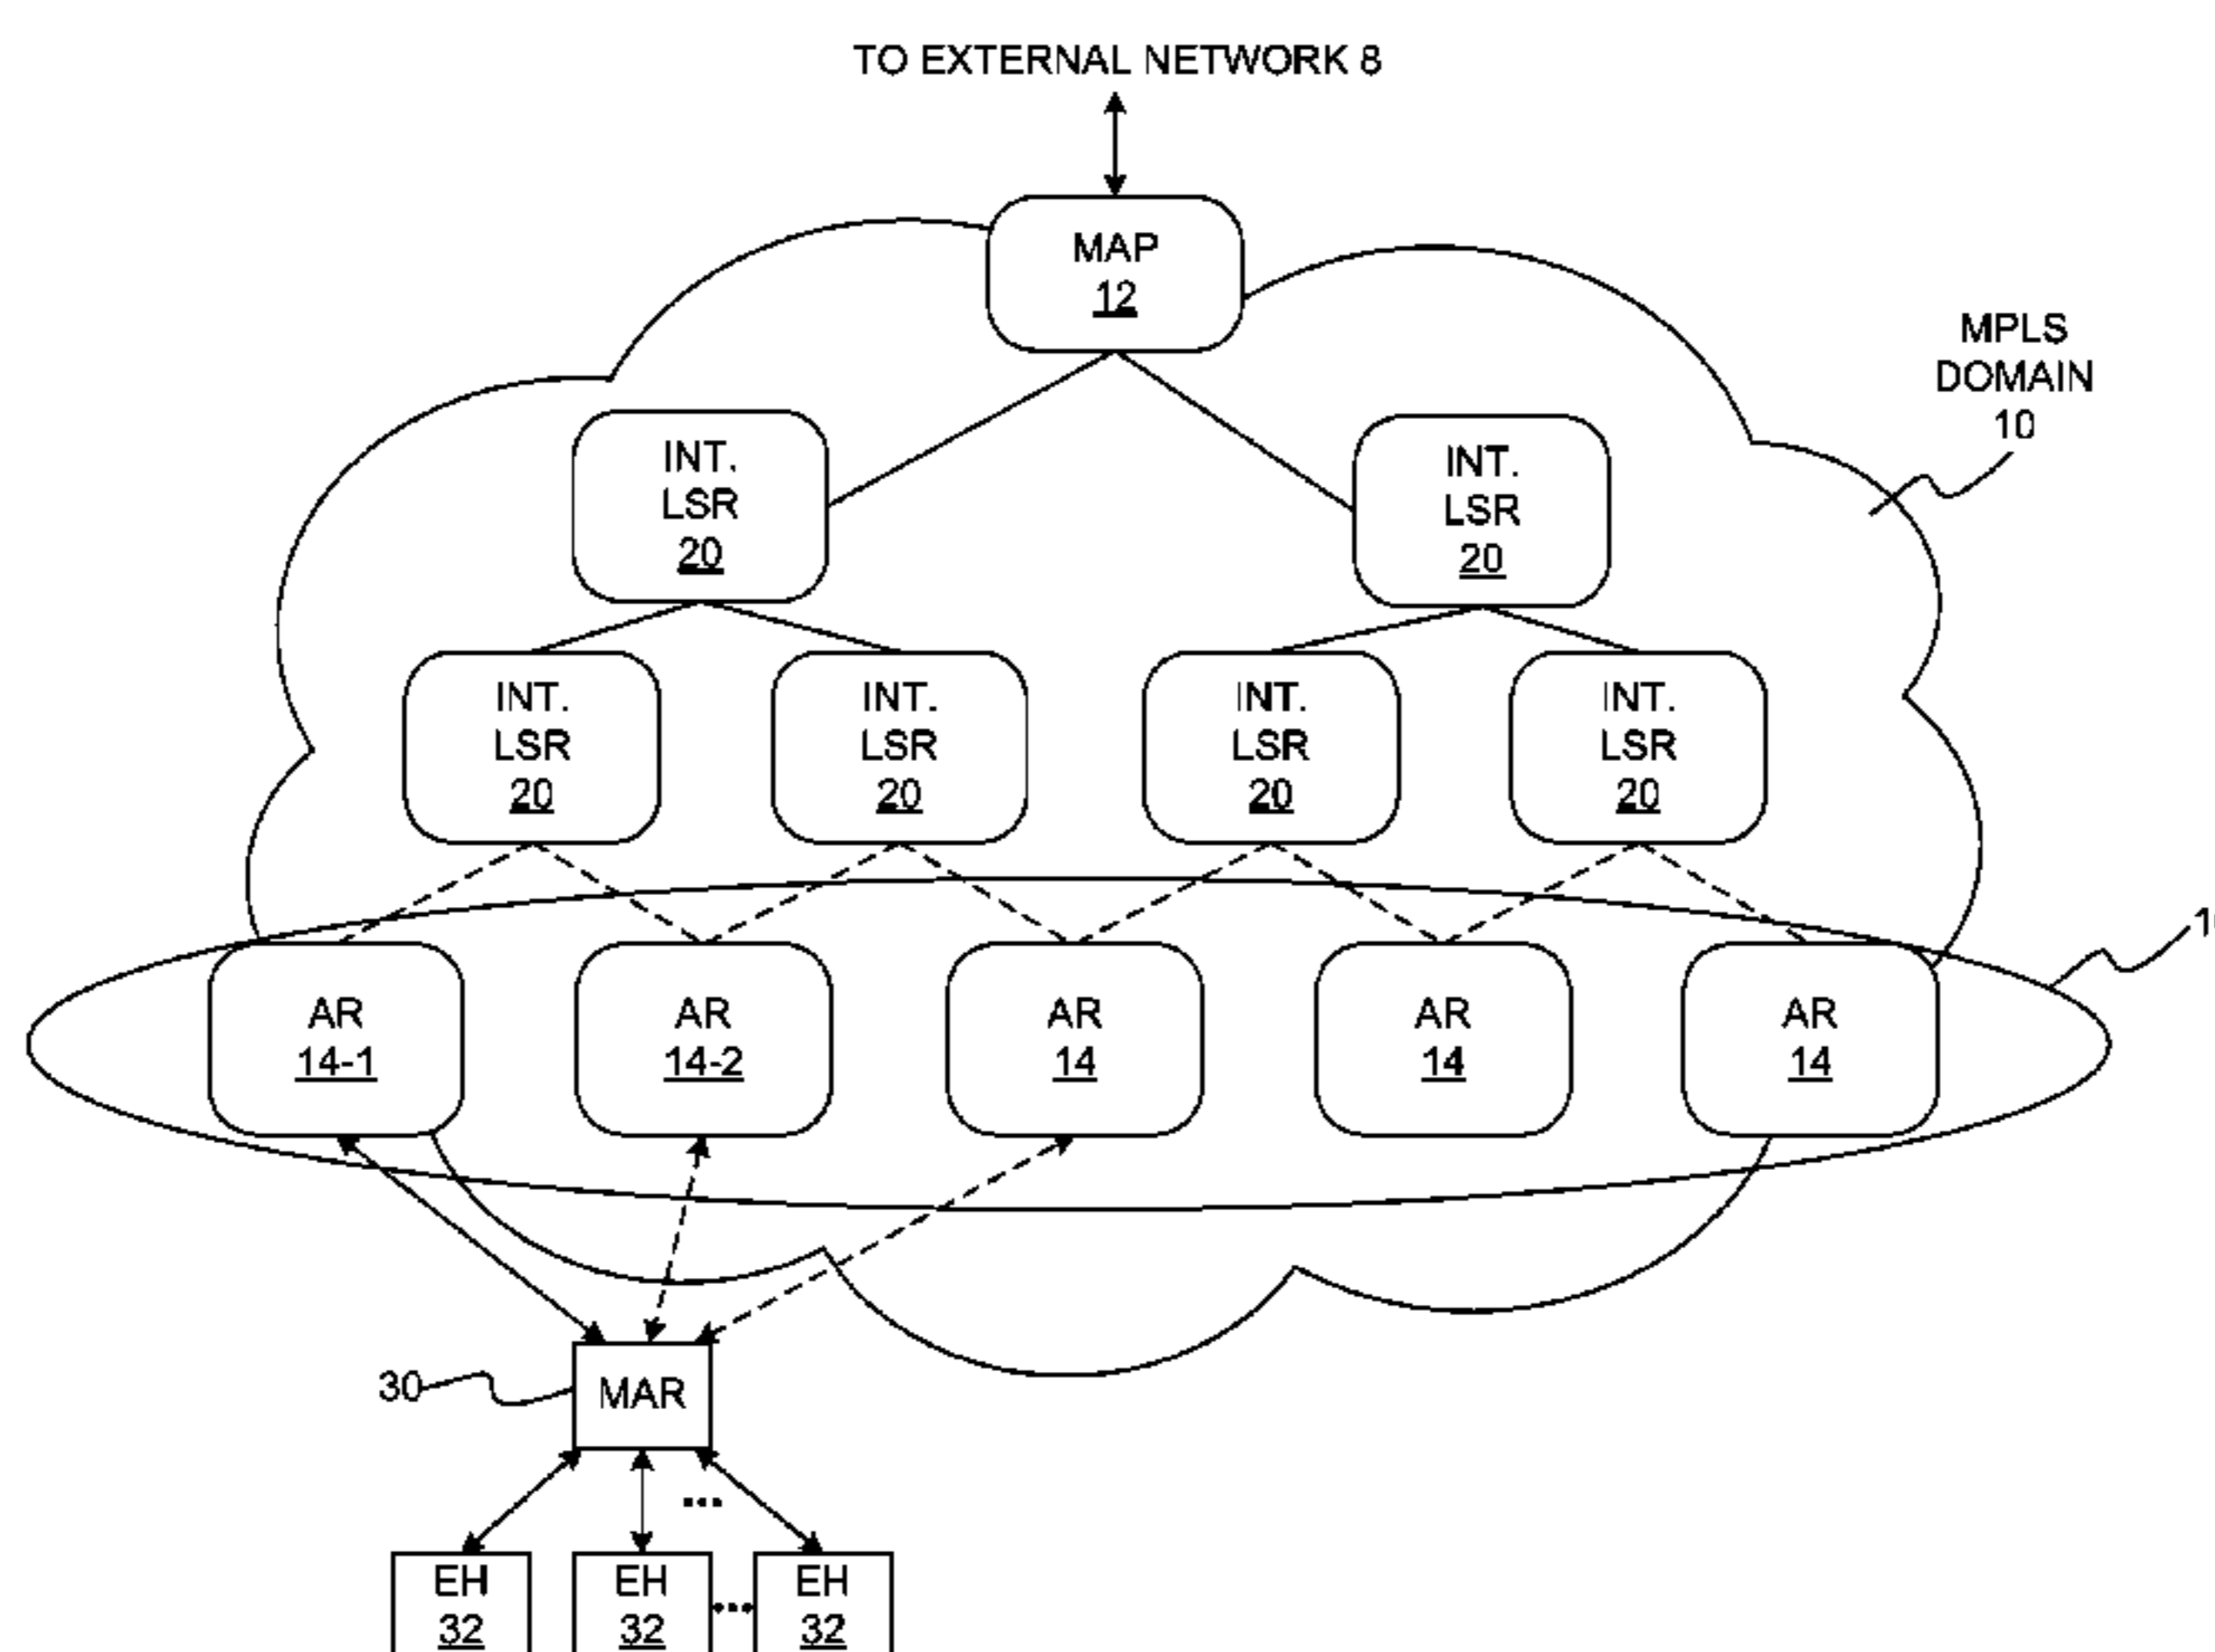 TO EXTERNAL NETWORK 8
MAP
12
MPLS
DOMAIN
10
INT.
LSR
20
INT.
LSR
20
INT.
LSR
20
INT.
LSR
20
INT.
LSR
20
INT.
LSR
20
AR
14-1
AR
14-2
AR
14
AR
14
AR
14
30
MAR
...
EH
32
EH
32
...
EH
32